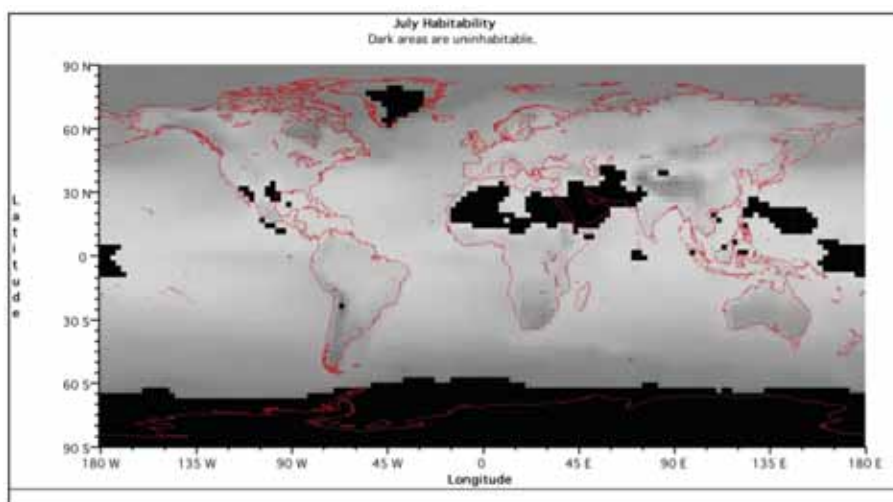 July Habitability
Dark areas are uninhabitable.
90 N
60 N
30 N
0
30 S
60 S
90 S
Latitude
180 W 135 W 90 W 45 W 0 45 E 90 E 135 E 180 E
Longitude